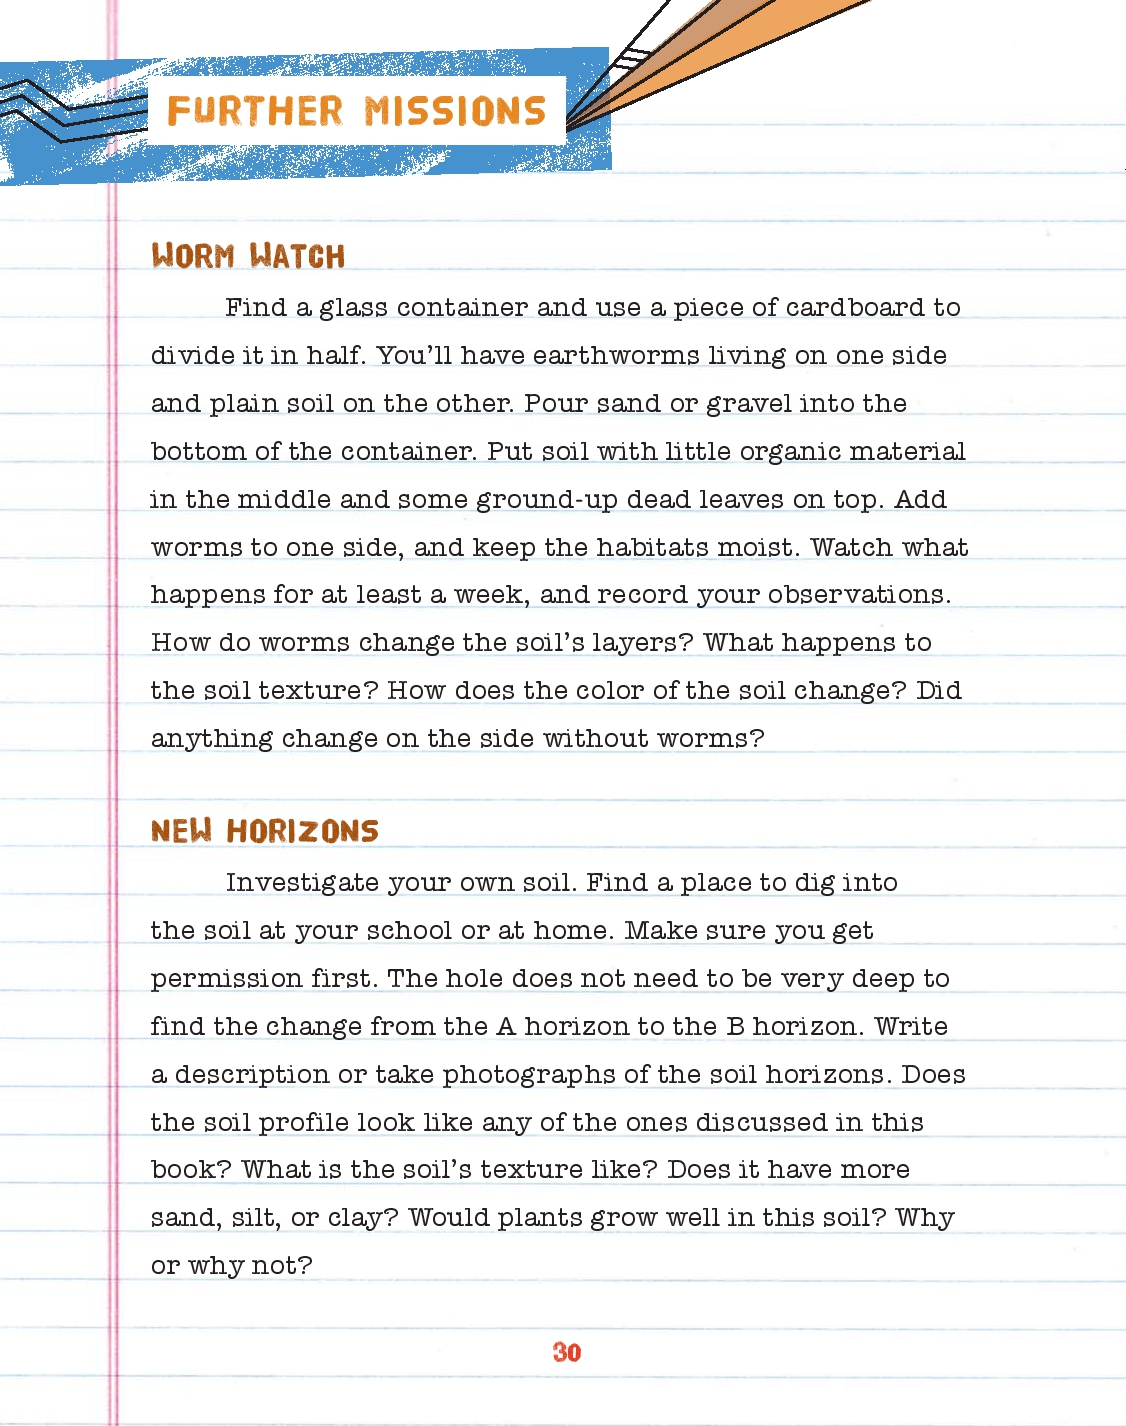 FURTHER MISSIONS
WORM WATCH
Find a glass container and use a piece of cardboard to
divide it in half. You'll have earthworms living on one side
and plain soil on the other. Pour sand or gravel into the
bottom of the container. Put soil with little organic material
in the middle and some ground-up dead leaves on top. Add
worms to one side, and keep the habitats moist. Watch what
happens for at least a week, and record your observations.
How do worms change the soil's layers? What happens to
the soil texture? How does the color of the soil change? Did
anything change on the side without worms?
NEW HORIZONS
Investigate your own soil. Find a place to dig into
the soil at your school or at home. Make sure you get
permission first. The hole does not need to be very deep to
find the change from the A horizon to the B horizon. Write
a description or take photographs of the soil horizons. Does
the soil profile look like any of the ones discussed in this
book? What is the soil's texture like? Does it have more
sand, silt, or clay? Would plants grow well in this soil? Why
or why not?
30